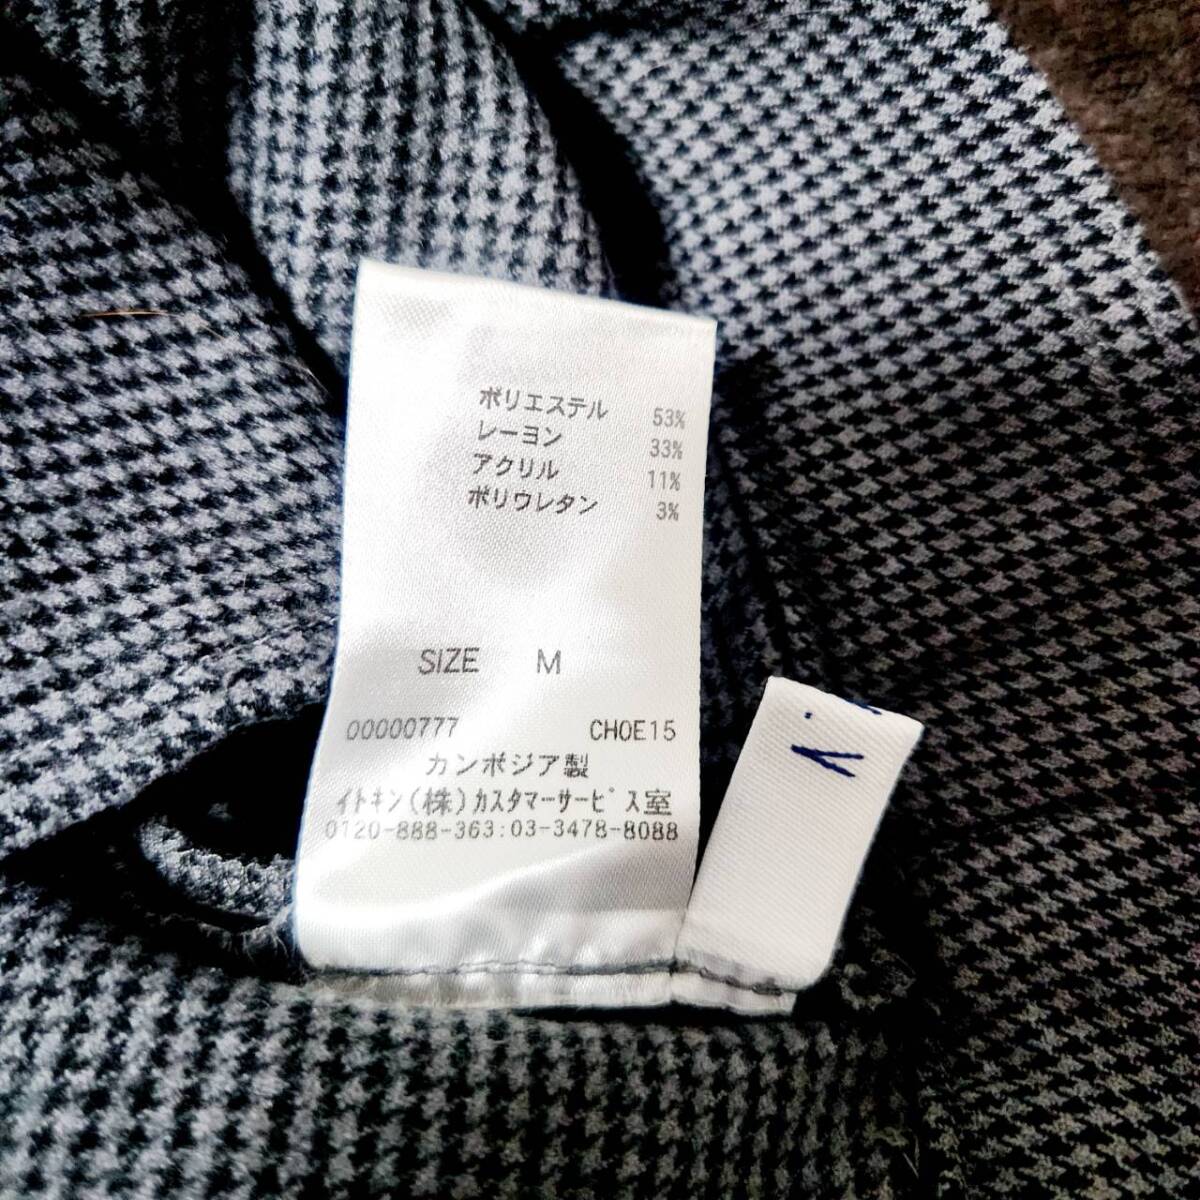 ポリエステル 53%
レーヨン 33%
アクリル 11%
ポリウレタン 3%
SIZE M
00000777 CH0E15
カンボジア製
イトキン(株)カスタマーサービス室
0120-888-363:03-3478-8088